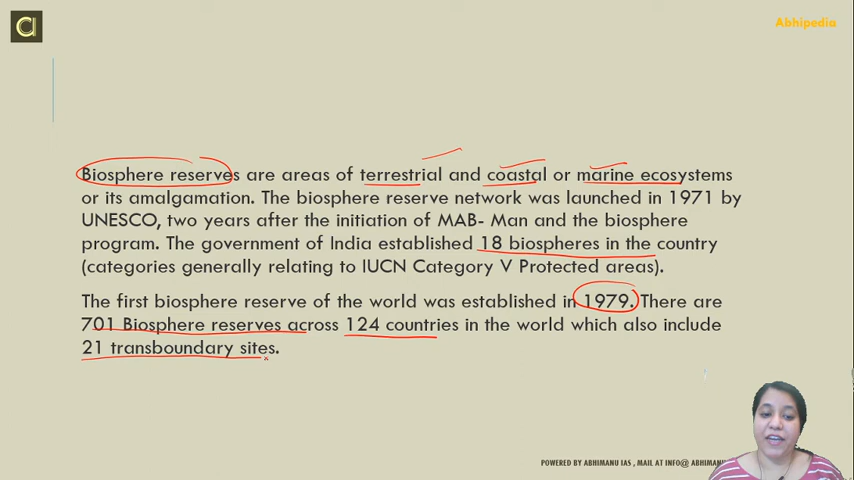 Abhipedia
Biosphere reserves are areas of terrestrial and coastal or marine ecosystems
or its amalgamation. The biosphere reserve network was launched in 1971 by
UNESCO, two years after the initiation of MAB- Man and the biosphere
program. The government of India established 18 biospheres in the country
(categories generally relating to IUCN Category V Protected areas).
The first biosphere reserve of the world was established in 1979. There are
701 Biosphere reserves across 124 countries in the world which also include
21 transboundary sites.
POWERED BY ABHIMANU IAS , MAIL AT INFO@ ABHIMANU